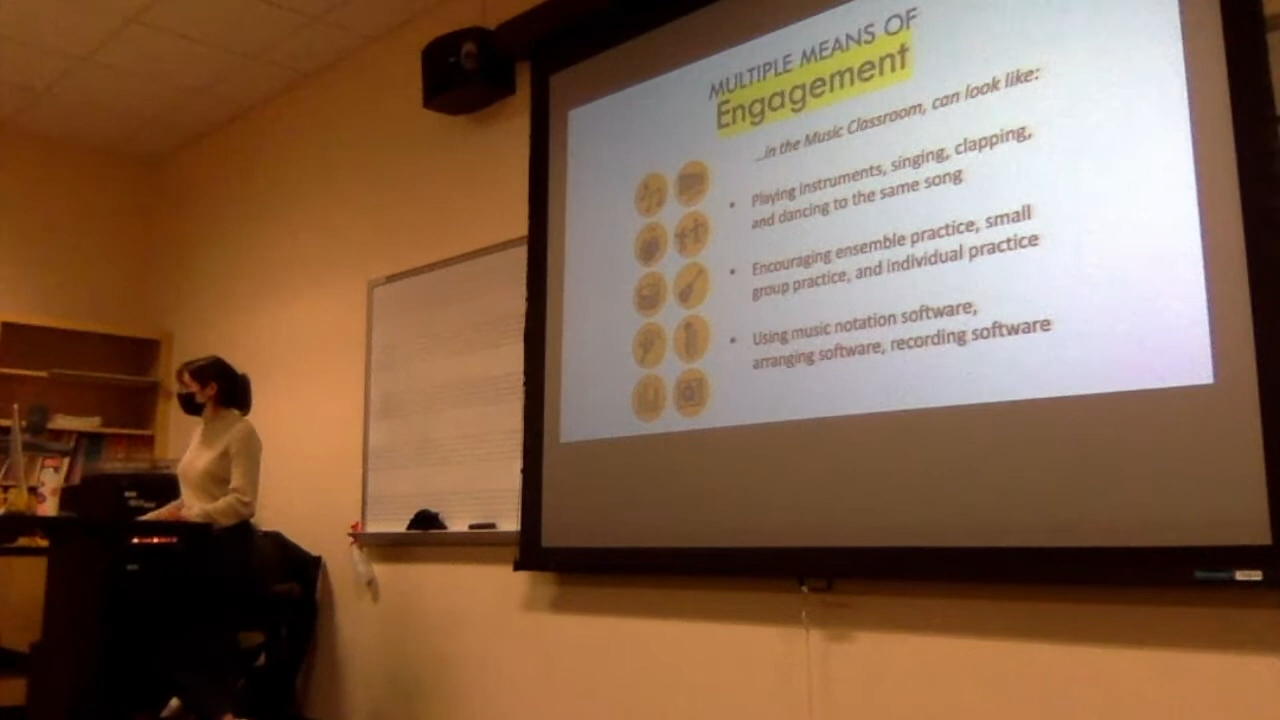 MULTIPLE MEANS OF
Engagement
...in the Music Classroom, can look like:
• Playing instruments, singing, clapping,
and dancing to the same song
• Encouraging ensemble practice, small
group practice, and individual practice
• Using music notation software,
arranging software, recording software